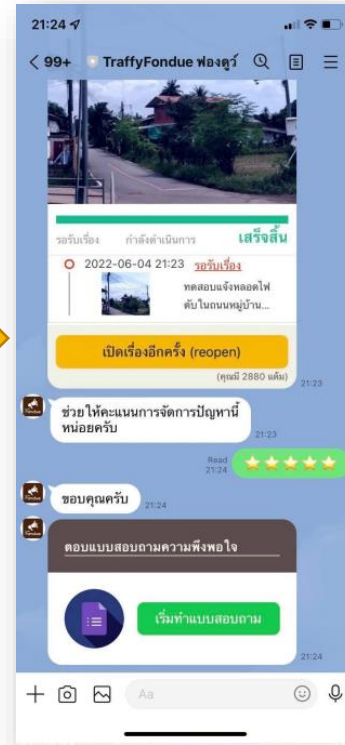 21:24
99+ TraffyFondue ฟองดูว์
รอรับเรื่อง กำลังดำเนินการ เสร็จสิ้น
2022-06-04 21:23 รอรับเรื่อง
ทดสอบแจ้งหลอดไฟ
ดับในถนนหมู่บ้าน...
เปิดเรื่องอีกครั้ง (reopen)
(คุณมี 2880 แต้ม)
21:23
ช่วยให้คะแนนการจัดการปัญหานี้
หน่อยครับ
21:23
Read
21:24
ขอบคุณครับ
21:24
ตอบแบบสอบถามความพึงพอใจ
เริ่มทำแบบสอบถาม
21:24
Aa